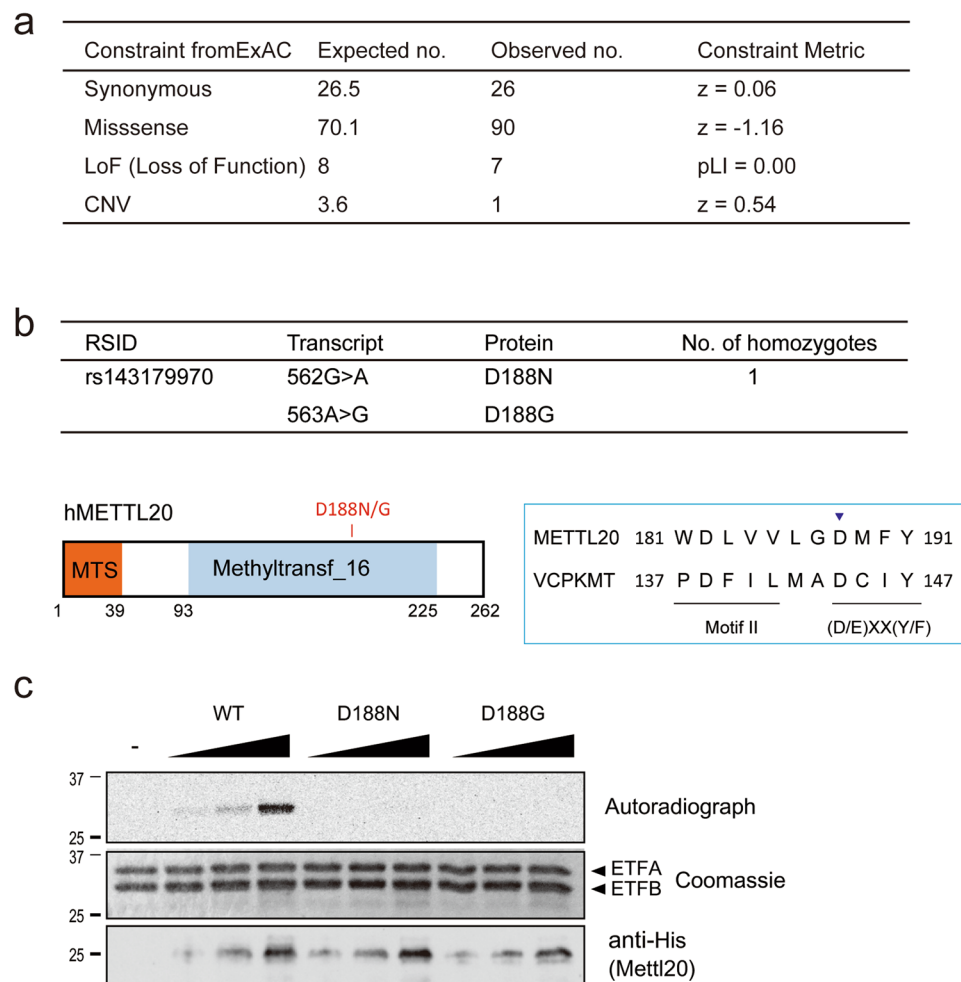 a
Constraint fromExAC Expected no. Observed no. Constraint Metric
Synonymous 26.5 26 z = 0.06
Misssense 70.1 90 z = -1.16
LoF (Loss of Function) 8 7 pLI = 0.00
CNV 3.6 1 z = 0.54
b
RSID Transcript Protein No. of homozygotes
rs143179970 562G>A D188N 1
563A>G D188G
hMETTL20 D188N/G
MTS Methyltransf_16
1 39 93 225 262
METTL20 181 W D L V V L G D M F Y 191
VCPKMT 137 P D F I L M A D C I Y 147
Motif II (D/E)XX(Y/F)
c
WT D188N D188G
-
37
25
Autoradiograph
37
25
ETFA
ETFB
Coomassie
25
anti-His
(Mettl20)